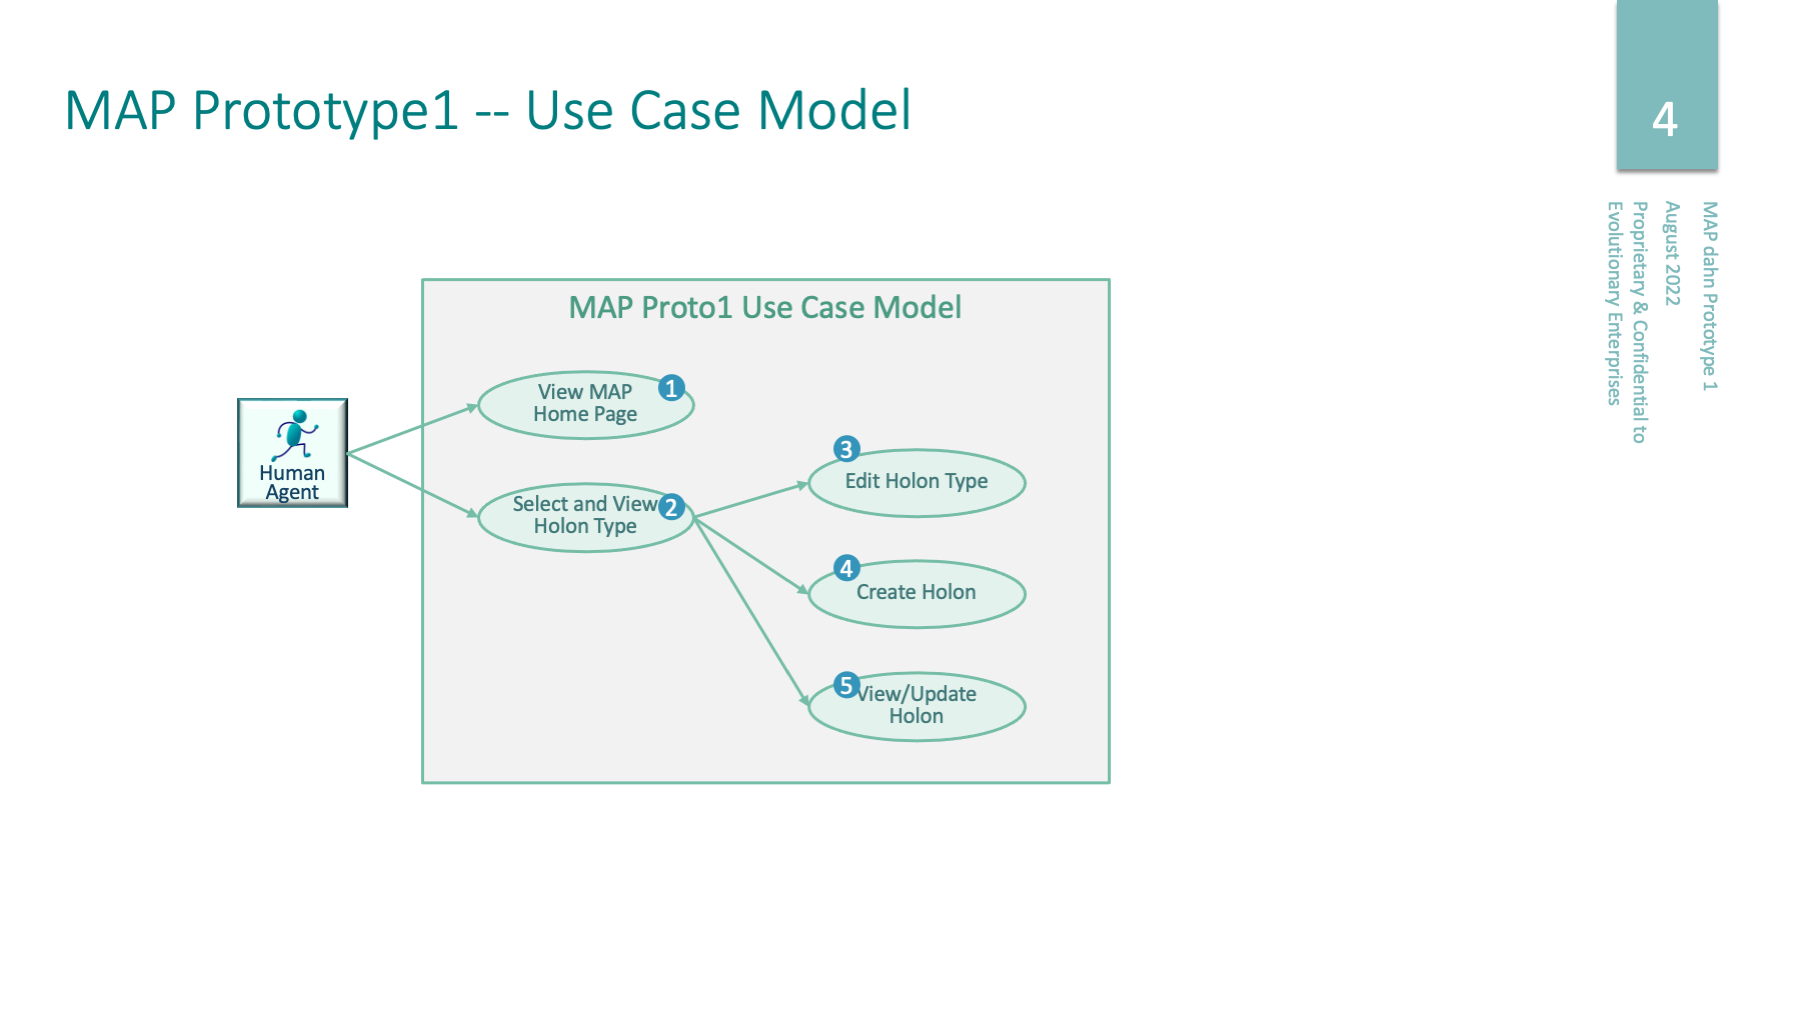 MAP Prototype1 -- Use Case Model
4
MAP dahn Prototype 1
August 2022
Proprietary & Confidential to
Evolutionary Enterprises
MAP Proto1 Use Case Model
Human
Agent
View MAP
Home Page
1
Select and View
Holon Type
2
3
Edit Holon Type
4
Create Holon
5
View/Update
Holon